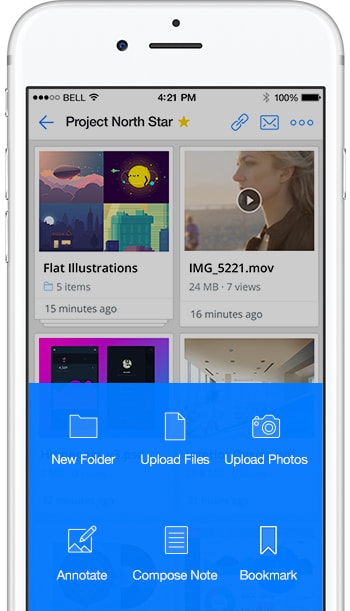 BELL 4:21 PM 100%
Project North Star
Flat Illustrations
5 items
15 minutes ago
IMG_5221.mov
24 MB · 7 views
16 minutes ago
New Folder Upload Files Upload Photos
Annotate Compose Note Bookmark